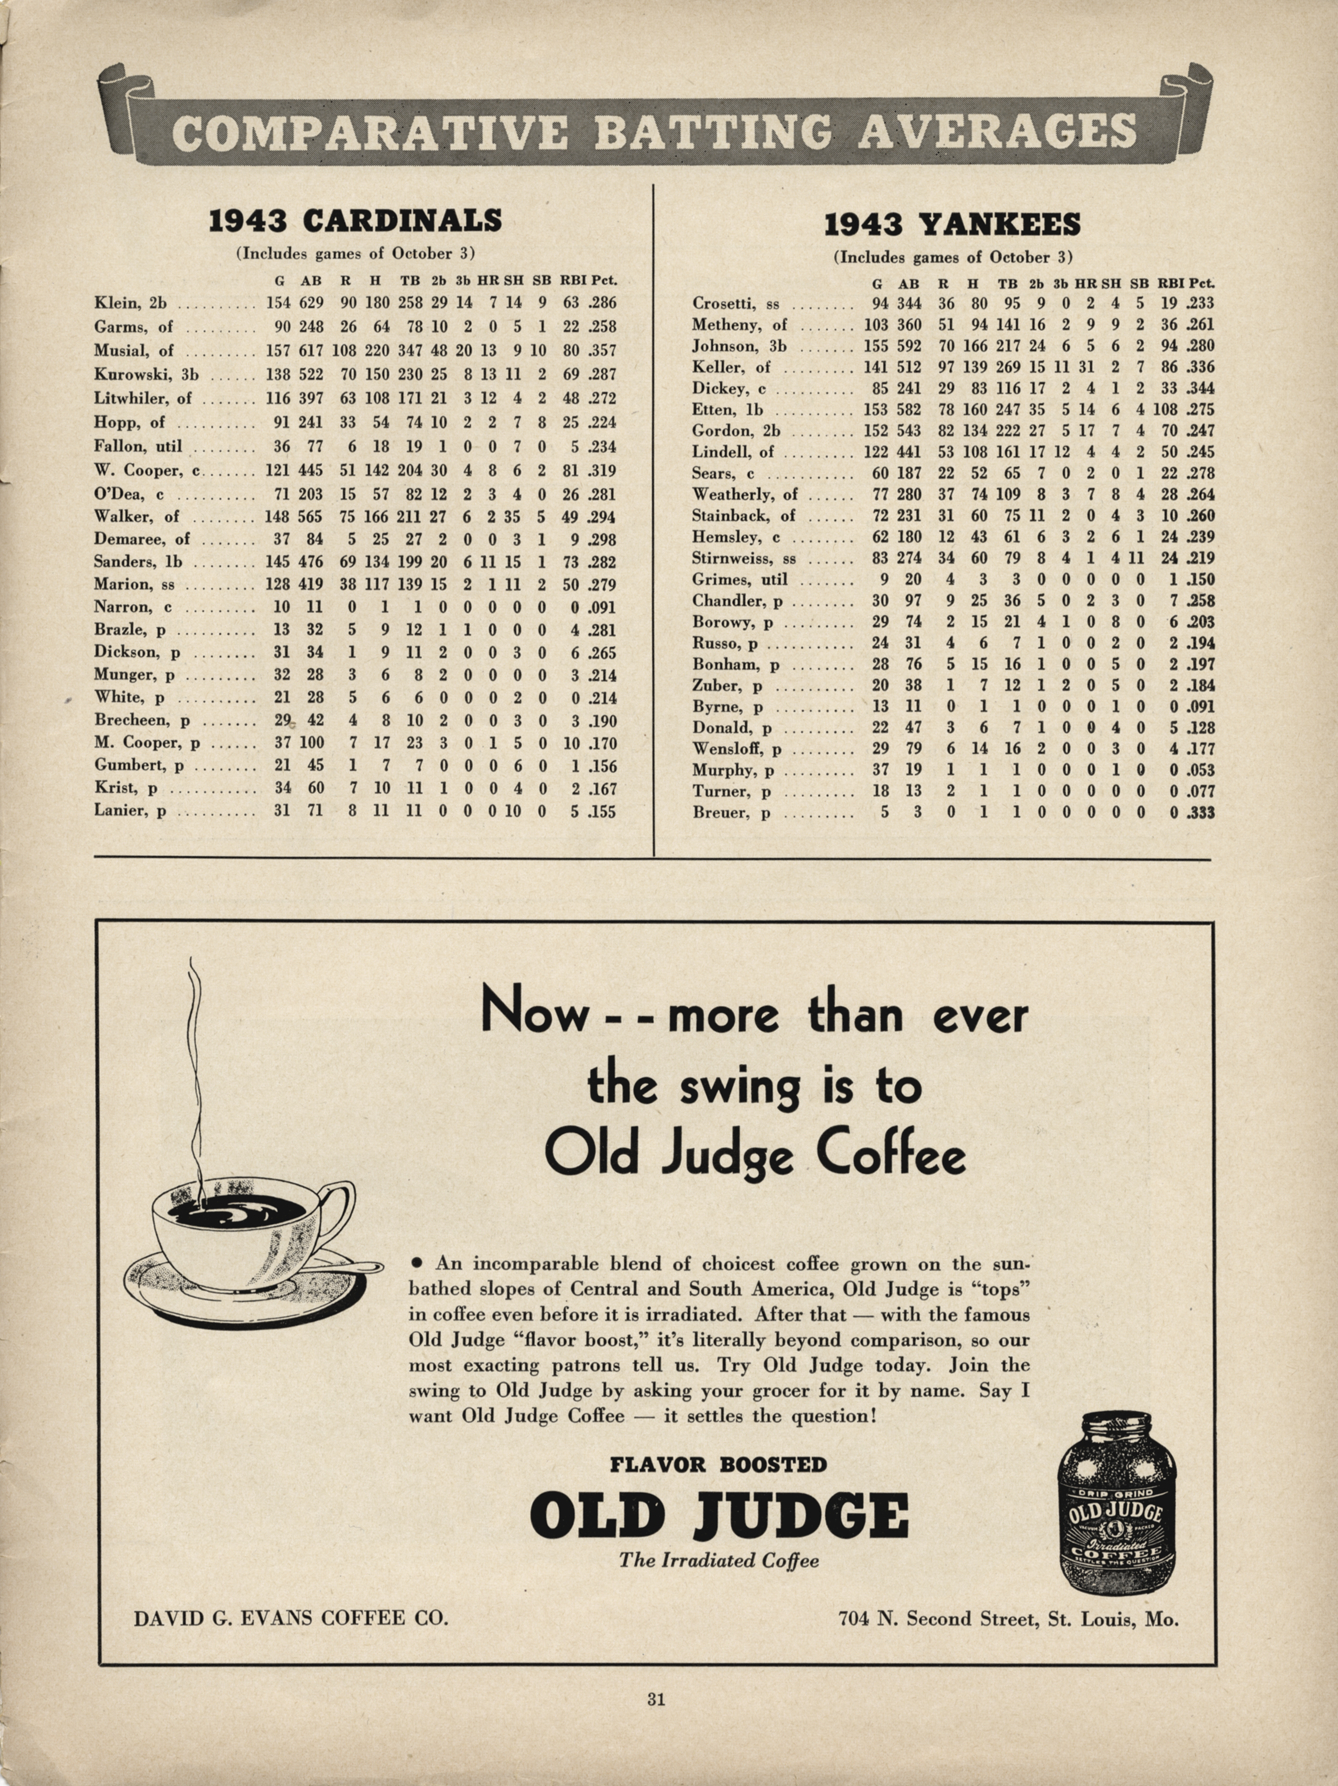 COMPARATIVE BATTING AVERAGES
1943 CARDINALS
(Includes games of October 3)
G AB R H TB 2b 3b HR SH SB RBI Pct.
Klein, 2b .......... 154 629 90 180 258 29 14 7 14 9 63 .286
Garms, of ......... 90 248 26 64 78 10 2 0 5 1 22 .258
Musial, of ......... 157 617 108 220 347 48 20 13 9 10 80 .357
Kurowski, 3b ...... 138 522 70 150 230 25 8 13 11 2 69 .287
Litwhiler, of ....... 116 397 63 108 171 21 3 12 4 2 48 .272
Hopp, of .......... 91 241 33 54 74 10 2 2 7 8 25 .224
Fallon, util ........ 36 77 6 18 19 1 0 0 7 0 5 .234
W. Cooper, c....... 121 445 51 142 204 30 4 8 6 2 81 .319
O'Dea, c .......... 71 203 15 57 82 12 2 3 4 0 26 .281
Walker, of ........ 148 565 75 166 211 27 6 2 35 5 49 .294
Demaree, of ....... 37 84 5 25 27 2 0 0 3 1 9 .298
Sanders, 1b ........ 145 476 69 134 199 20 6 11 15 1 73 .282
Marion, ss ......... 128 419 38 117 139 15 2 1 11 2 50 .279
Narron, c .......... 10 11 0 1 1 0 0 0 0 0 0 .091
Brazle, p .......... 13 32 5 9 12 1 1 0 0 0 4 .281
Dickson, p ........ 31 34 1 9 11 2 0 0 3 0 6 .265
Munger, p ......... 32 28 3 6 8 2 0 0 0 0 3 .214
White, p .......... 21 28 5 6 6 0 0 0 2 0 0 .214
Brecheen, p ....... 29 42 4 8 10 2 0 0 3 0 3 .190
M. Cooper, p ...... 37 100 7 17 23 3 0 1 5 0 10 .170
Gumbert, p ........ 21 45 1 7 7 0 0 0 6 0 1 .156
Krist, p ........... 34 60 7 10 11 1 0 0 4 0 2 .167
Lanier, p .......... 31 71 8 11 11 0 0 0 10 0 5 .155
1943 YANKEES
(Includes games of October 3)
G AB R H TB 2b 3b HR SH SB RBI Pct.
Crosetti, ss ........ 94 344 36 80 95 9 0 2 4 5 19 .233
Metheny, of ....... 103 360 51 94 141 16 2 9 9 2 36 .261
Johnson, 3b ....... 155 592 70 166 217 24 6 5 6 2 94 .280
Keller, of ......... 141 512 97 139 269 15 11 31 2 7 86 .336
Dickey, c .......... 85 241 29 83 116 17 2 4 1 2 33 .344
Etten, 1b .......... 153 582 78 160 247 35 5 14 6 4 108 .275
Gordon, 2b ........ 152 543 82 134 222 27 5 17 7 4 70 .247
Lindell, of ......... 122 441 53 108 161 17 12 4 4 2 50 .245
Sears, c ........... 60 187 22 52 65 7 0 2 0 1 22 .278
Weatherly, of ...... 77 280 37 74 109 8 3 7 8 4 28 .264
Stainback, of ...... 72 231 31 60 75 11 2 0 4 3 10 .260
Hemsley, c ........ 62 180 12 43 61 6 3 2 6 1 24 .239
Stirnweiss, ss ...... 83 274 34 60 79 8 4 1 4 11 24 .219
Grimes, util ....... 9 20 4 3 3 0 0 0 0 0 1 .150
Chandler, p ........ 30 97 9 25 36 5 0 2 3 0 7 .258
Borowy, p ......... 29 74 2 15 21 4 1 0 8 0 6 .203
Russo, p ........... 24 31 4 6 7 1 0 0 2 0 2 .194
Bonham, p ........ 28 76 5 15 16 1 0 0 5 0 2 .197
Zuber, p .......... 20 38 1 7 12 1 2 0 5 0 2 .184
Byrne, p .......... 13 11 0 1 1 0 0 0 1 0 0 .091
Donald, p ......... 22 47 3 6 7 1 0 0 4 0 5 .128
Wensloff, p ........ 29 79 6 14 16 2 0 0 3 0 4 .177
Murphy, p ......... 37 19 1 1 1 0 0 0 1 0 0 .053
Turner, p ......... 18 13 2 1 1 0 0 0 0 0 0 .077
Breuer, p ......... 5 3 0 1 1 0 0 0 0 0 0 .333
Now - - more than ever
the swing is to
Old Judge Coffee
● An incomparable blend of choicest coffee grown on the sun-
bathed slopes of Central and South America, Old Judge is “tops”
in coffee even before it is irradiated. After that — with the famous
Old Judge “flavor boost,” it's literally beyond comparison, so our
most exacting patrons tell us. Try Old Judge today. Join the
swing to Old Judge by asking your grocer for it by name. Say I
want Old Judge Coffee — it settles the question!
FLAVOR BOOSTED
OLD JUDGE
The Irradiated Coffee
DRIP GRIND
OLD JUDGE
VACUUM PACKED
Irradiated
COFFEE
SETTLES THE QUESTION
DAVID G. EVANS COFFEE CO.
704 N. Second Street, St. Louis, Mo.
31